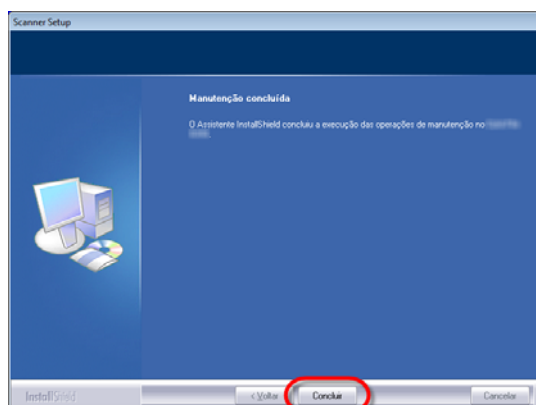 Scanner Setup
Manutenção concluída
O Assistente InstallShield concluiu a execução das operações de manutenção no
InstallShield
< Voltar
Concluir
Cancelar